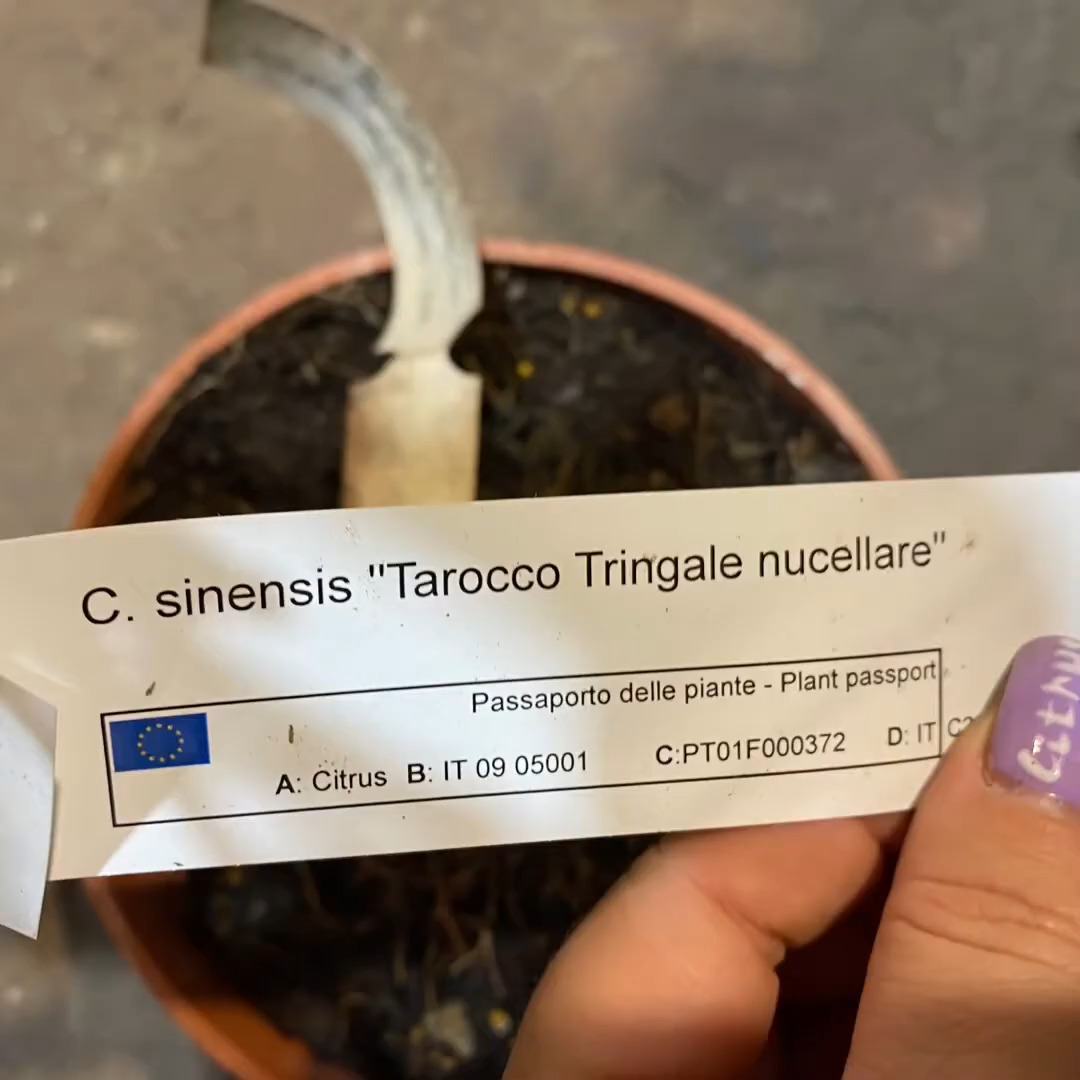 C. sinensis "Tarocco Tringale nucellare"
Passaporto delle piante - Plant passport
A: Citrus B: IT 09 05001 C:PT01F000372 D: IT